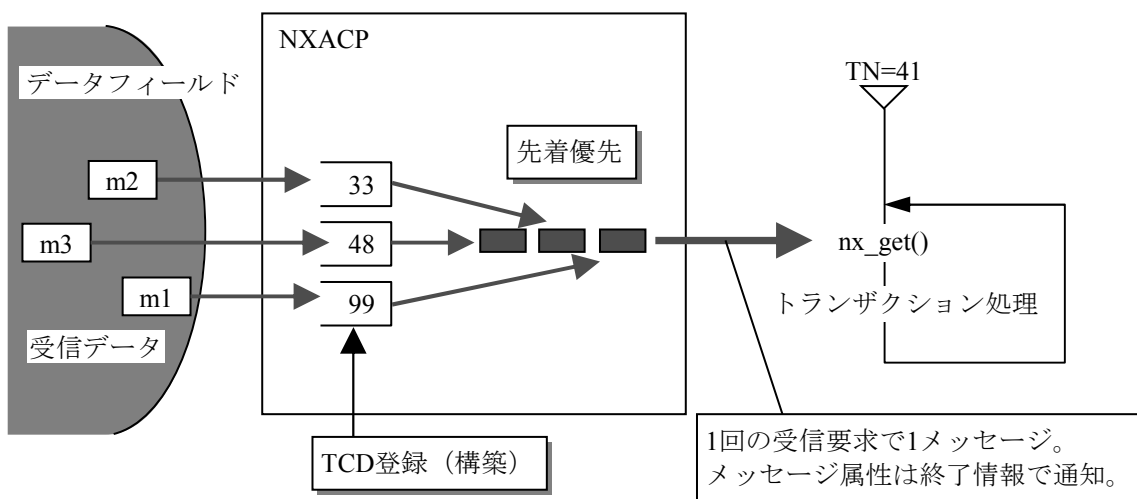 NXACP
データフィールド
TN=41
先着優先
m2
33
m3
48
nx_get()
m1
99
トランザクション処理
受信データ
TCD登録（構築）
1回の受信要求で1メッセージ。
メッセージ属性は終了情報で通知。